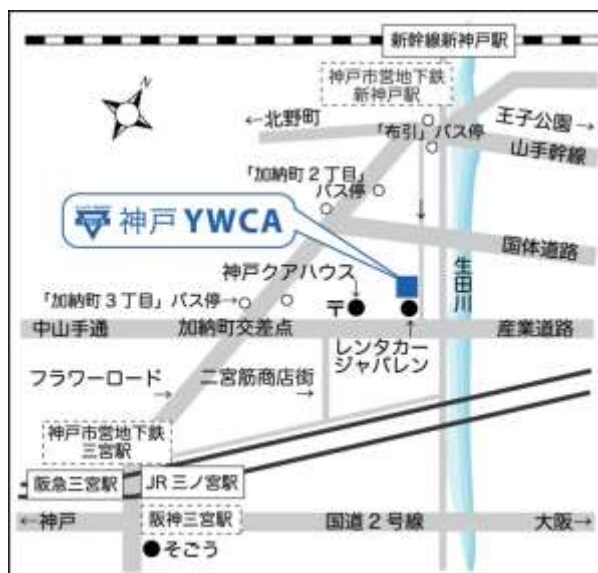 新幹線新神戸駅
神戸市営地下鉄
新神戸駅
N
←北野町
王子公園→
「布引」バス停
山手幹線
「加納町2丁目」
バス停
神戸YWCA
国体道路
生田川
神戸クアハウス
「加納町3丁目」バス停→
〒
中山手通
加納町交差点
産業道路
レンタカー
ジャパレン
フラワーロード
二宮筋商店街
神戸市営地下鉄
三宮駅
阪急三宮駅
JR三ノ宮駅
←神戸
阪神三宮駅
国道2号線
大阪→
そごう